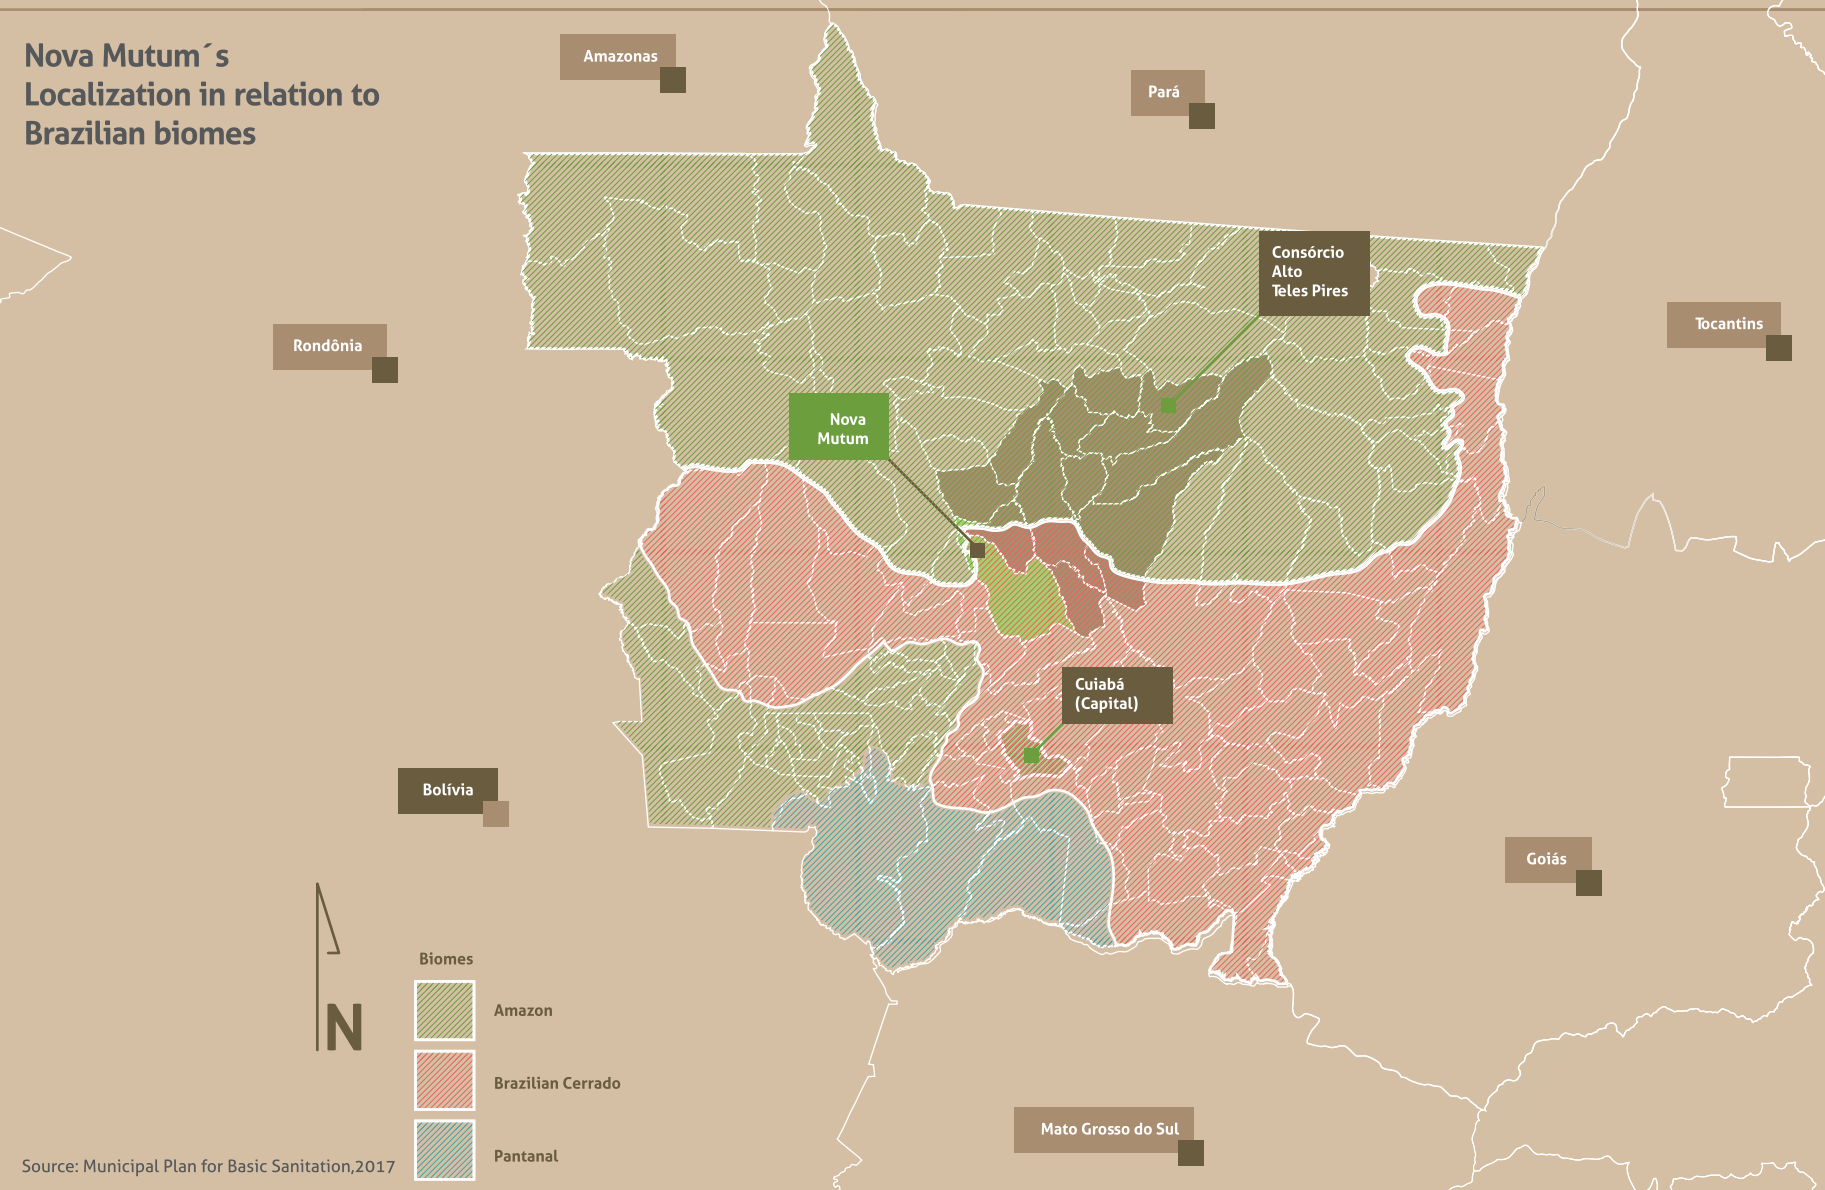 Nova Mutum´s
Localization in relation to
Brazilian biomes
Amazonas
Pará
Consórcio
Alto
Teles Pires
Tocantins
Rondônia
Nova
Mutum
Cuiabá
(Capital)
Bolívia
Goiás
N
Biomes
Amazon
Brazilian Cerrado
Pantanal
Mato Grosso do Sul
Source: Municipal Plan for Basic Sanitation,2017